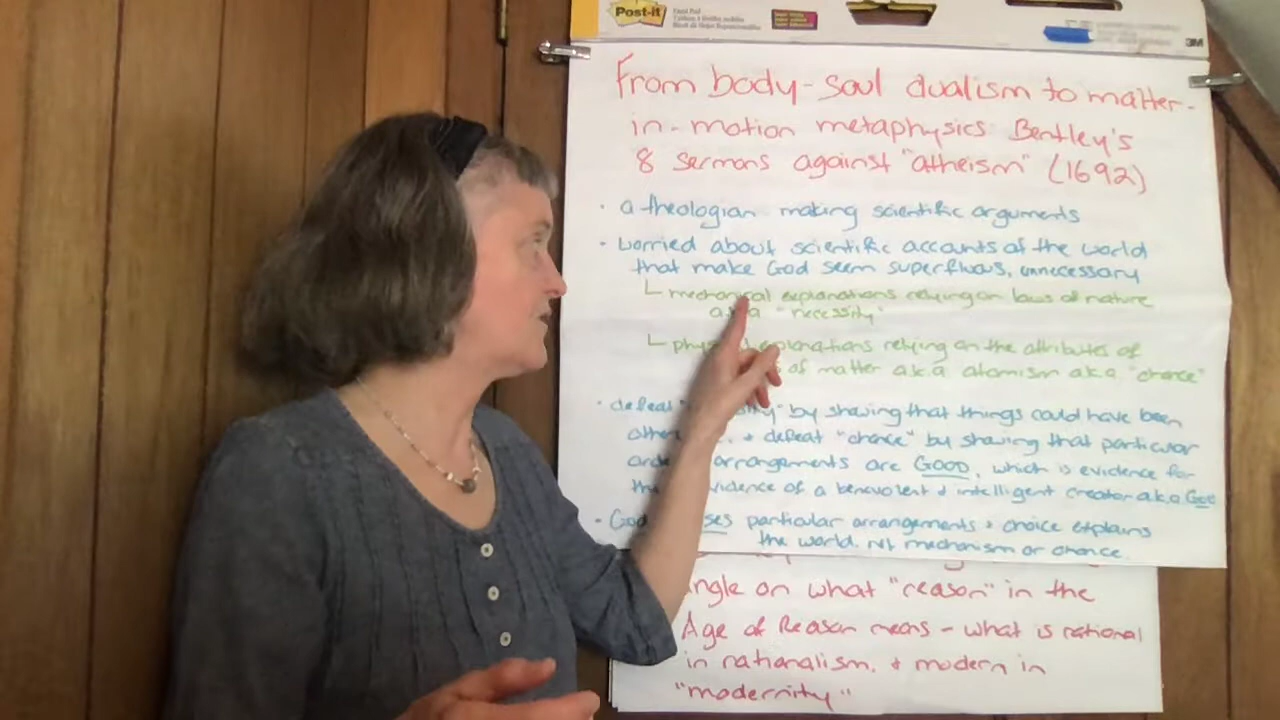 Post-it
3M
From body-soul dualism to matter-
in-motion metaphysics: Bentley's
8 sermons against "atheism" (1692)
• a theologian making scientific arguments
• worried about scientific accounts of the world
that make God seem superfluous, unnecessary
mechanical explanations relying on laws of nature
a.k.a "necessity"
explanations relying on the attributes of
of matter a.k.a. atomism a.k.a. "chance"
• defeat by showing that things could have been
+ defeat "chance" by showing that particular
arrangements are GOOD, which is evidence for
of a benevolent + intelligent creator a.k.a. God
• God particular arrangements + choice explains
the world, not mechanism or chance.
angle on what "reason" in the
Age of Reason means - what is rational
in rationalism, + modern in
"modernity"